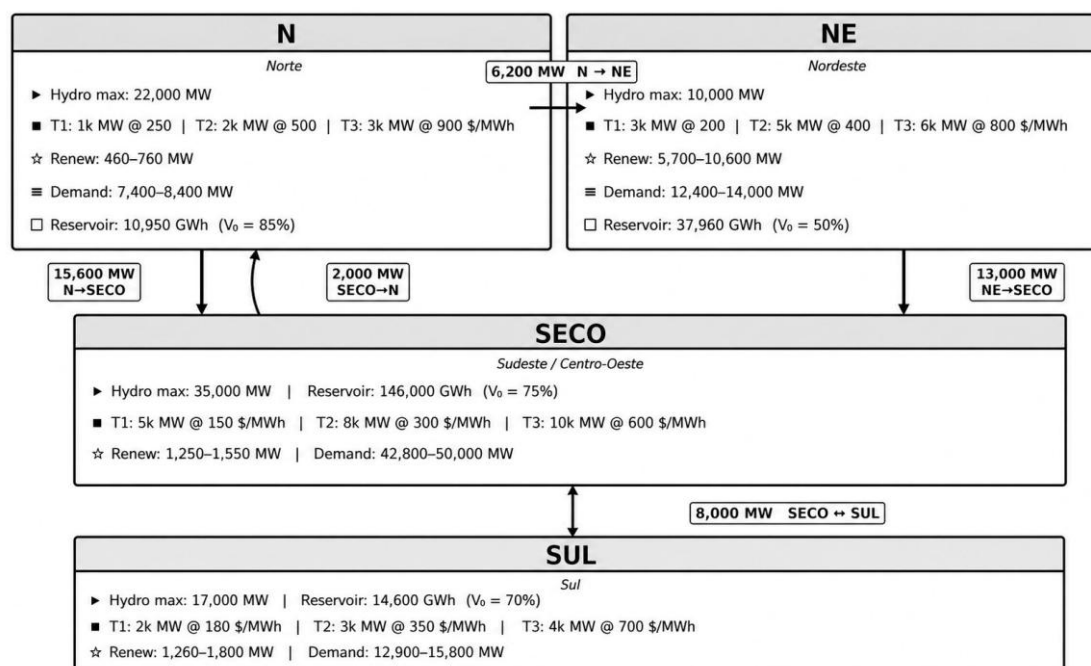 N
Norte
► Hydro max: 22,000 MW
■ T1: 1k MW @ 250 | T2: 2k MW @ 500 | T3: 3k MW @ 900 $/MWh
☆ Renew: 460–760 MW
≡ Demand: 7,400–8,400 MW
□ Reservoir: 10,950 GWh (V₀ = 85%)
6,200 MW N → NE
NE
Nordeste
► Hydro max: 10,000 MW
■ T1: 3k MW @ 200 | T2: 5k MW @ 400 | T3: 6k MW @ 800 $/MWh
☆ Renew: 5,700–10,600 MW
≡ Demand: 12,400–14,000 MW
□ Reservoir: 37,960 GWh (V₀ = 50%)
15,600 MW
N→SECO
2,000 MW
SECO→N
13,000 MW
NE→SECO
SECO
Sudeste / Centro-Oeste
► Hydro max: 35,000 MW | Reservoir: 146,000 GWh (V₀ = 75%)
■ T1: 5k MW @ 150 $/MWh | T2: 8k MW @ 300 $/MWh | T3: 10k MW @ 600 $/MWh
☆ Renew: 1,250–1,550 MW | Demand: 42,800–50,000 MW
8,000 MW SECO ↔ SUL
SUL
Sul
► Hydro max: 17,000 MW | Reservoir: 14,600 GWh (V₀ = 70%)
■ T1: 2k MW @ 180 $/MWh | T2: 3k MW @ 350 $/MWh | T3: 4k MW @ 700 $/MWh
☆ Renew: 1,260–1,800 MW | Demand: 12,900–15,800 MW